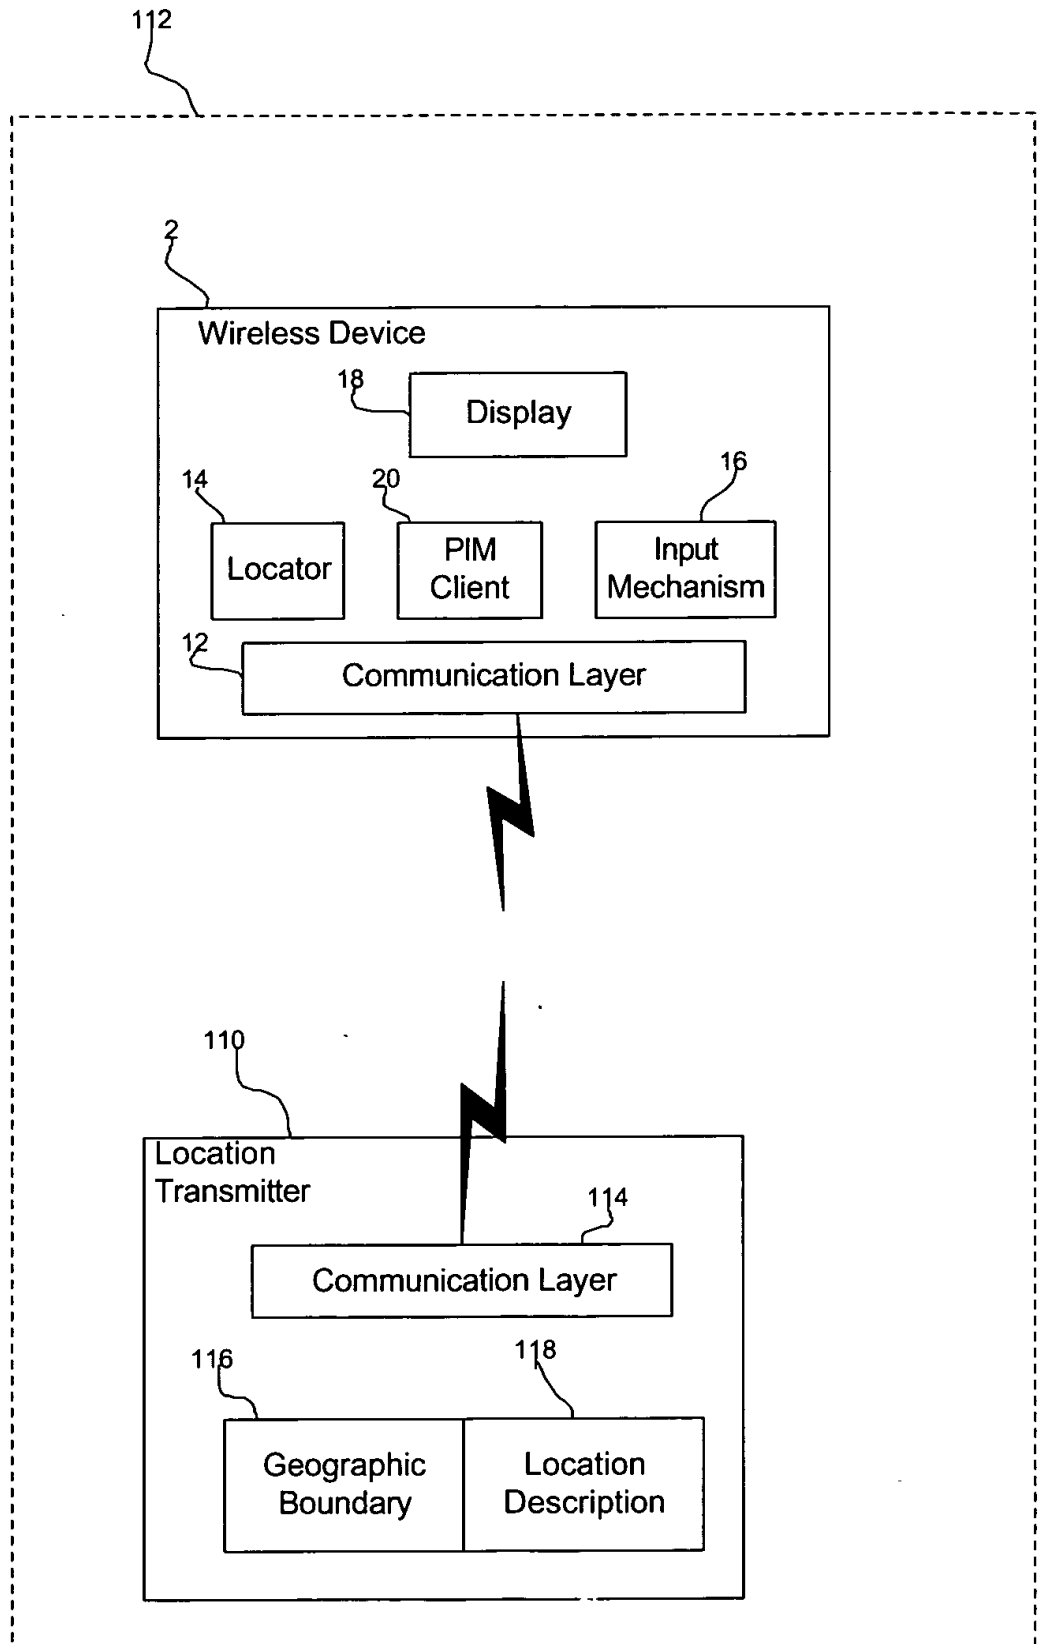 112
2
Wireless Device
18
Display
14
20
16
Locator
PIM
Client
Input
Mechanism
12
Communication Layer
110
Location
Transmitter
114
Communication Layer
116
118
Geographic
Boundary
Location
Description